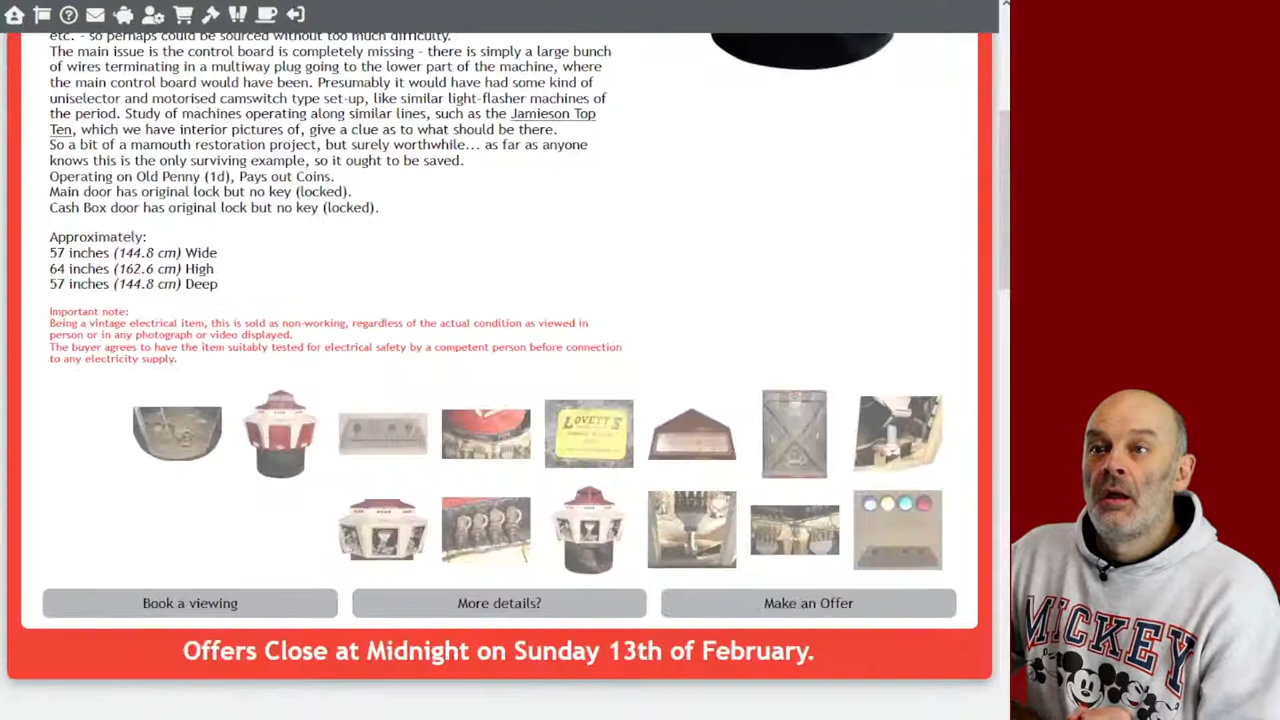 etc. - so perhaps could be sourced without too much difficulty.
The main issue is the control board is completely missing - there is simply a large bunch
of wires terminating in a multiway plug going to the lower part of the machine, where
the main control board would have been. Presumably it would have had some kind of
uniselector and motorised camswitch type set-up, like similar light-flasher machines of
the period. Study of machines operating along similar lines, such as the Jamieson Top
Ten, which we have interior pictures of, give a clue as to what should be there.
So a bit of a mamouth restoration project, but surely worthwhile... as far as anyone
knows this is the only surviving example, so it ought to be saved.
Operating on Old Penny (1d), Pays out Coins.
Main door has original lock but no key (locked).
Cash Box door has original lock but no key (locked).
Approximately:
57 inches (144.8 cm) Wide
64 inches (162.6 cm) High
57 inches (144.8 cm) Deep
Important note:
Being a vintage electrical item, this is sold as non-working, regardless of the actual condition as viewed in
person or in any photograph or video displayed.
The buyer agrees to have the item suitably tested for electrical safety by a competent person before connection
to any electricity supply.
LOVETT'S
Book a viewing
More details?
Make an Offer
Offers Close at Midnight on Sunday 13th of February.
MICKEY